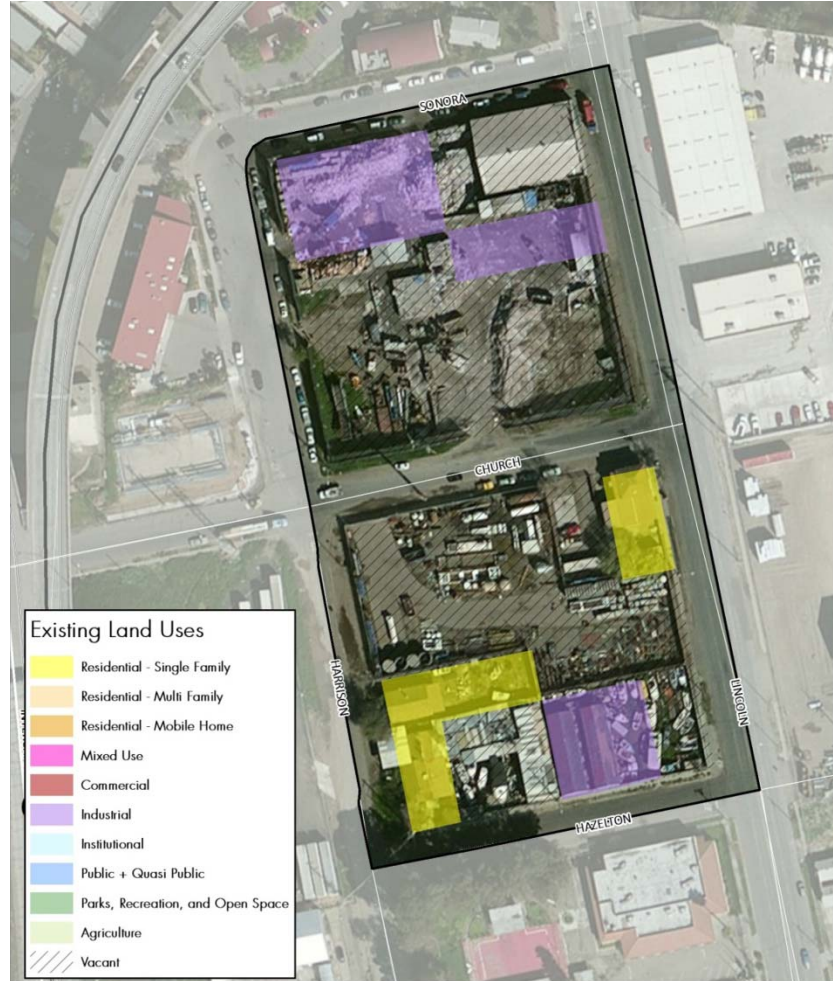 SONORA
CHURCH
HARRISON
LINCOLN
HAZELTON
Existing Land Uses
Residential - Single Family
Residential - Multi Family
Residential - Mobile Home
Mixed Use
Commercial
Industrial
Institutional
Public + Quasi Public
Parks, Recreation, and Open Space
Agriculture
Vacant